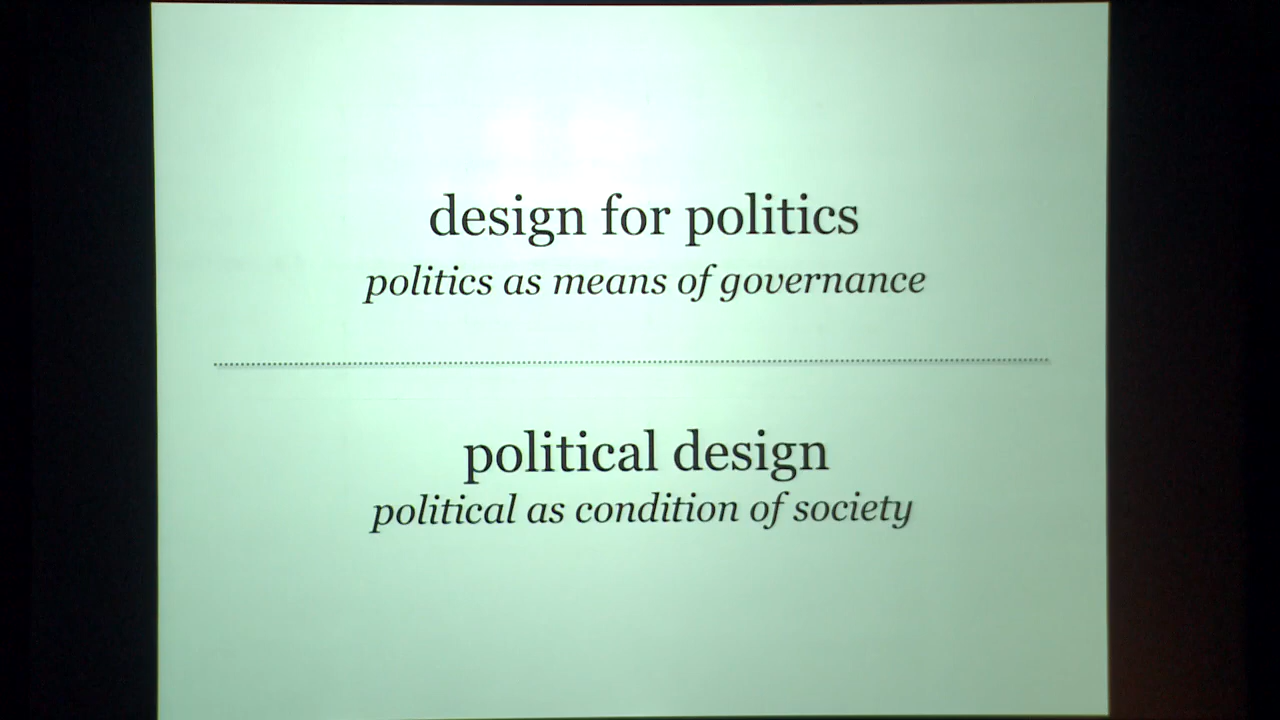 design for politics
politics as means of governance
political design
political as condition of society